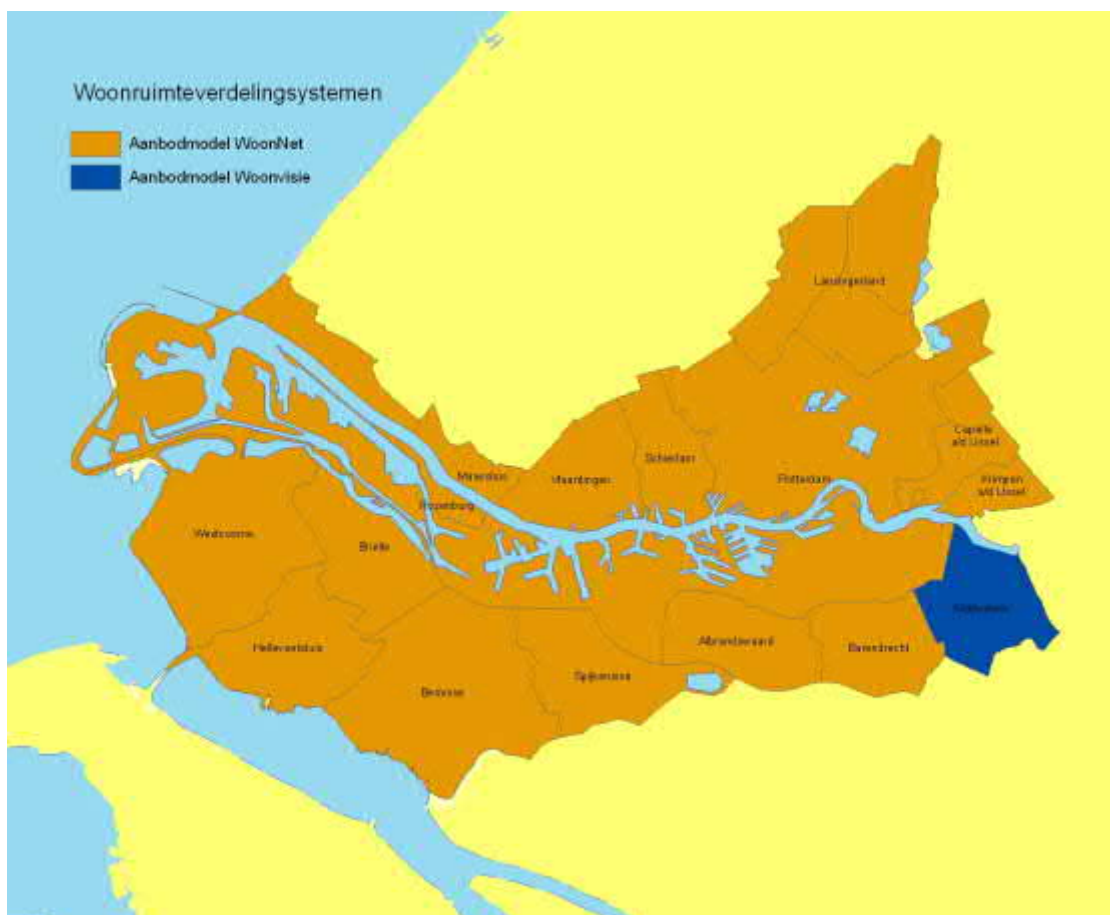 Woonruimteverdelingsystemen
Aanbodmodel WoonNet
Aanbodmodel Woonvisie
Lansingerland
Capelle
a/d IJssel
Schiedam
Maassluis
Vlaardingen
Rotterdam
Krimpen
a/d IJssel
Rozenburg
Westvoorne
Brielle
Ridderkerk
Albrandswaard
Hellevoetsluis
Barendrecht
Spijkenisse
Bernisse